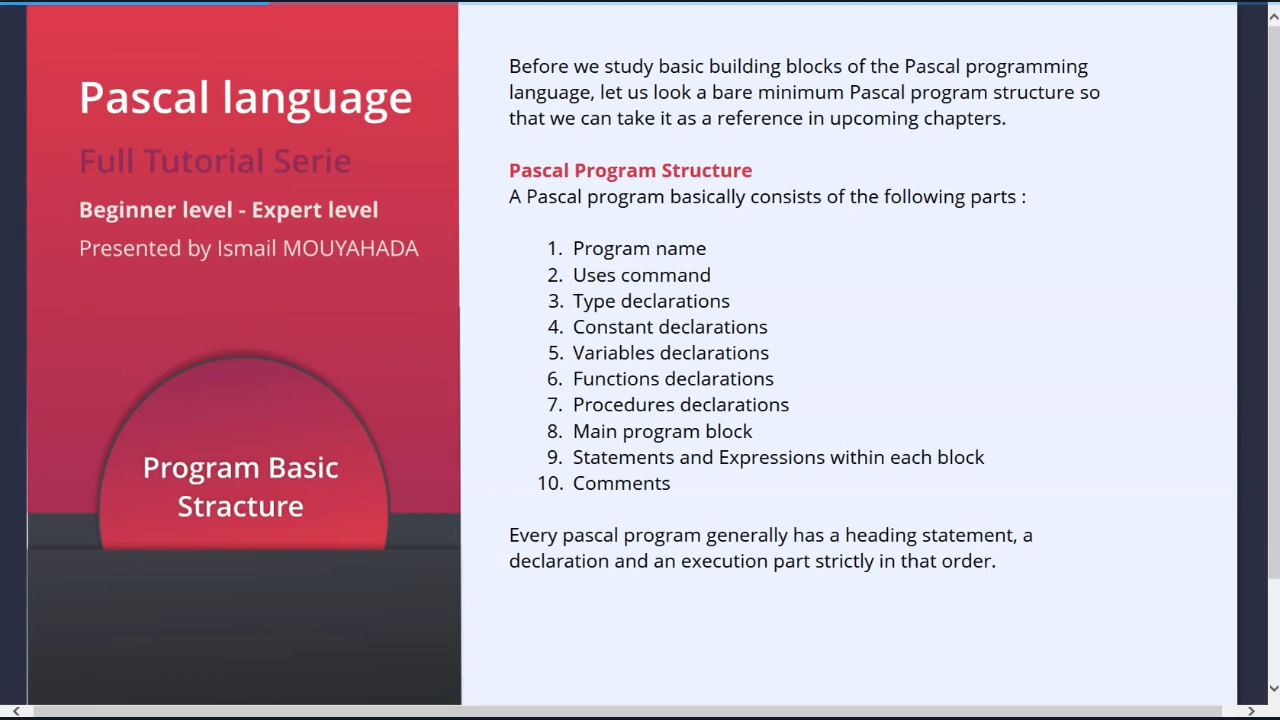 Pascal language
Full Tutorial Serie
Beginner level - Expert level
Presented by Ismail MOUYAHADA
Program Basic
Stracture
Before we study basic building blocks of the Pascal programming
language, let us look a bare minimum Pascal program structure so
that we can take it as a reference in upcoming chapters.
Pascal Program Structure
A Pascal program basically consists of the following parts :
1. Program name
2. Uses command
3. Type declarations
4. Constant declarations
5. Variables declarations
6. Functions declarations
7. Procedures declarations
8. Main program block
9. Statements and Expressions within each block
10. Comments
Every pascal program generally has a heading statement, a
declaration and an execution part strictly in that order.